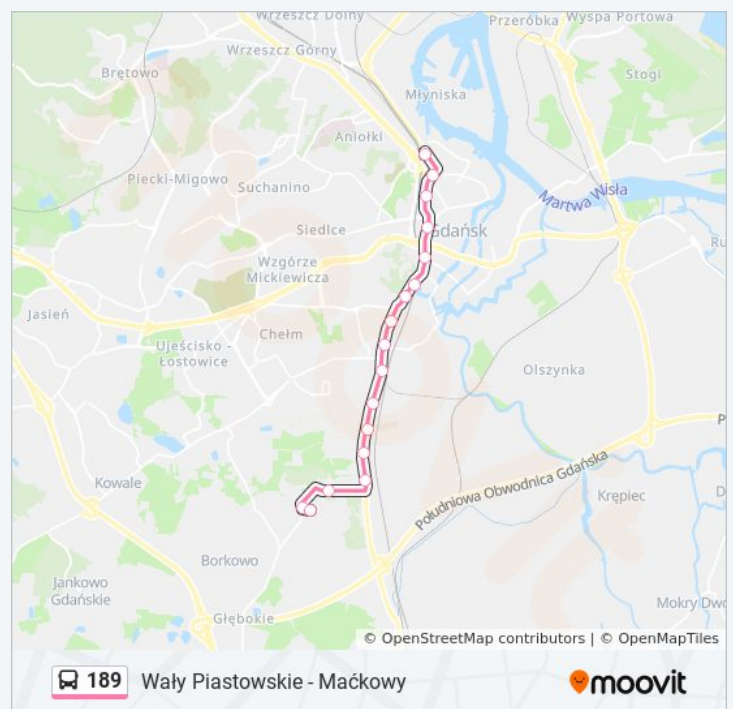 Wrzeszcz Dolny
Przeróbka
Wyspa Portowa
Wrzeszcz Górny
Brętowo
Stogi
Młyniska
Aniołki
Piecki-Migowo
Suchanino
Martwa Wisła
Siedlce
Gdańsk
Ru
Wzgórze
Mickiewicza
Jasień
Chełm
Ujeścisko -
Łostowice
Olszynka
P
Południowa Obwodnica Gdańska
Kowale
Krępiec
D
Borkowo
Jankowo
Gdańskie
Mokry Dwo
Głębokie
© OpenStreetMap contributors | © OpenMapTiles
189 Wały Piastowskie - Maćkowy
moovit